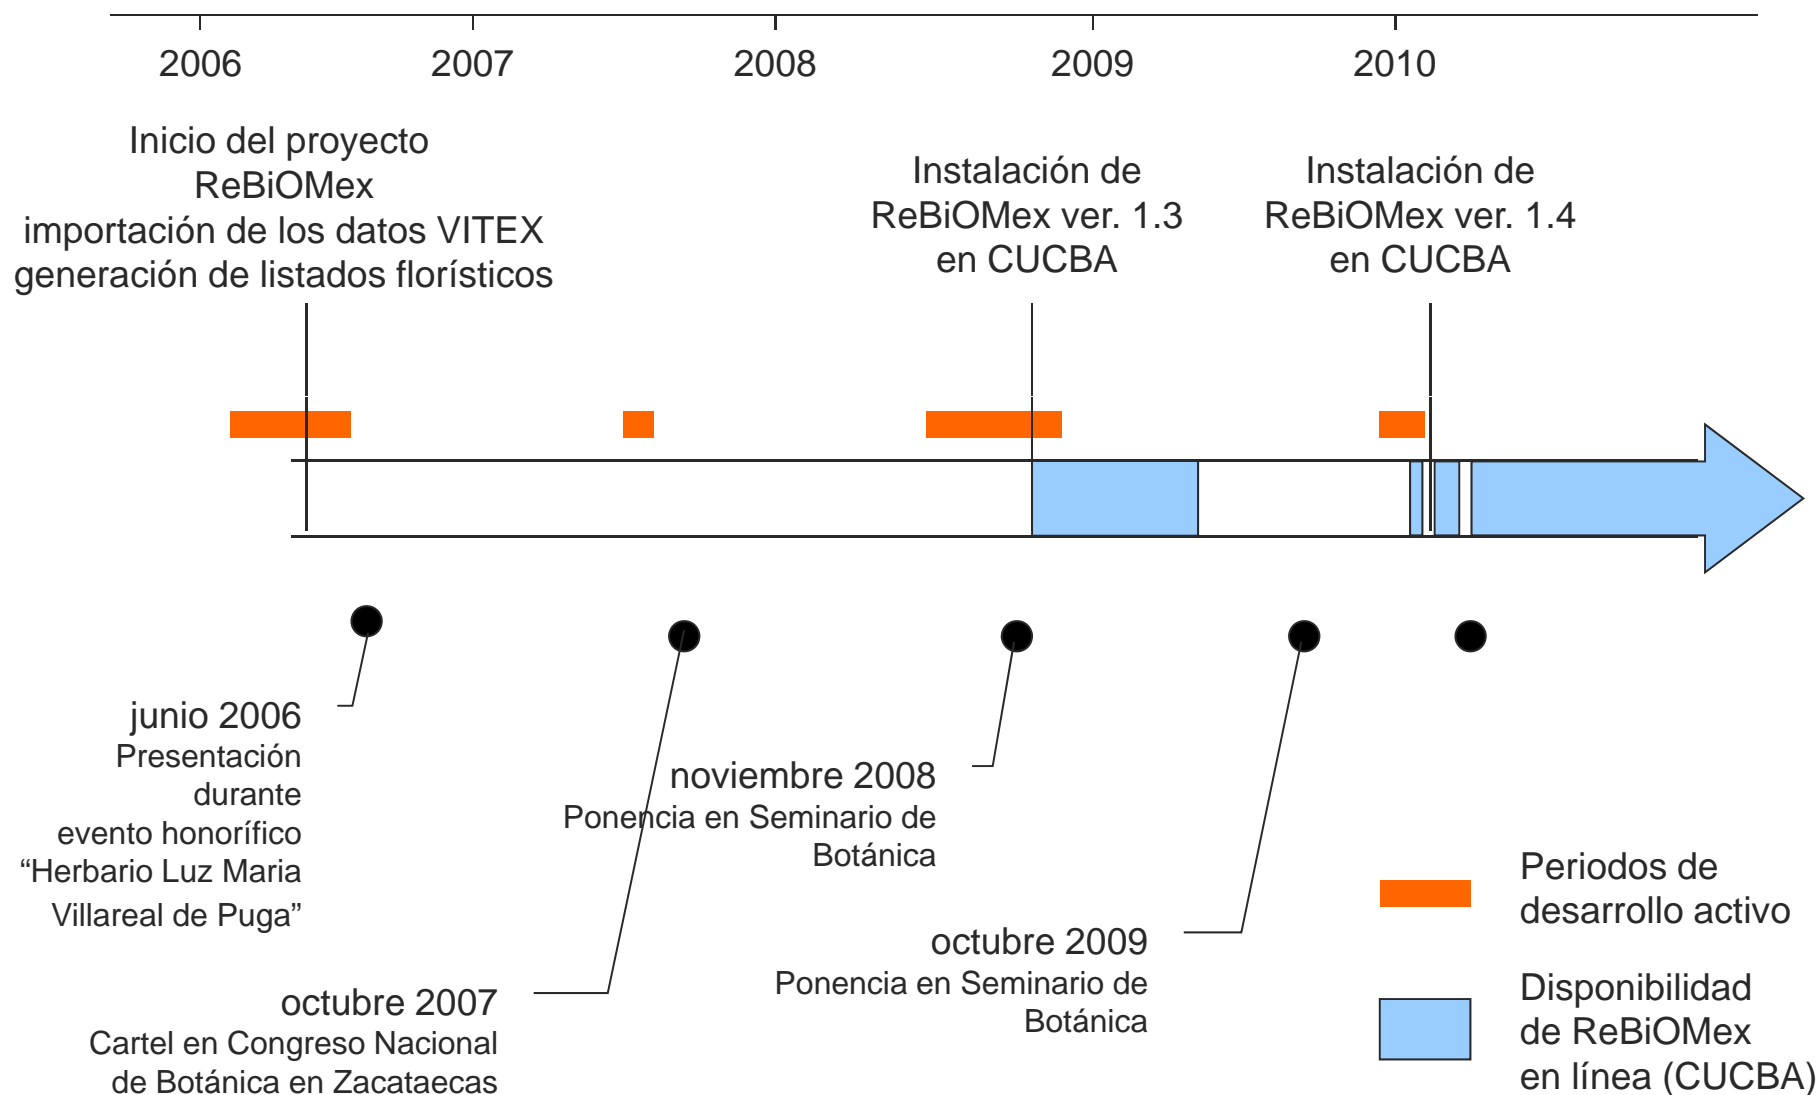 2006 2007 2008 2009 2010
Inicio del proyecto
ReBiOMex
importación de los datos VITEX
generación de listados florísticos
Instalación de
ReBiOMex ver. 1.3
en CUCBA
Instalación de
ReBiOMex ver. 1.4
en CUCBA
junio 2006
Presentación
durante
evento honorífico
“Herbario Luz Maria
Villareal de Puga”
octubre 2007
Cartel en Congreso Nacional
de Botánica en Zacataecas
noviembre 2008
Ponencia en Seminario de
Botánica
octubre 2009
Ponencia en Seminario de
Botánica
Periodos de
desarrollo activo
Disponibilidad
de ReBiOMex
en línea (CUCBA)